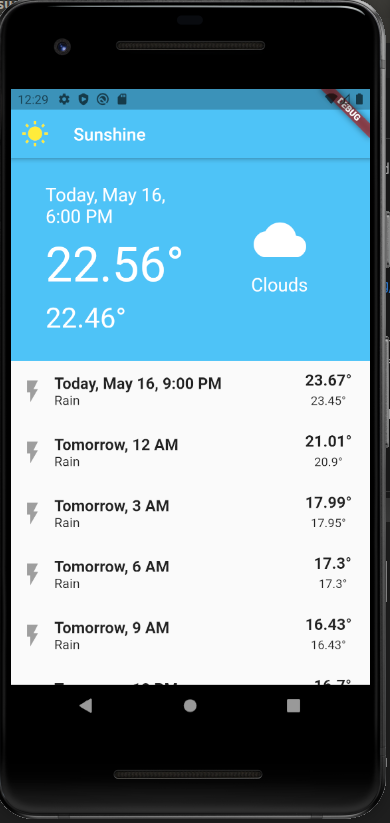 12:29
DEBUG
Sunshine
Today, May 16,
6:00 PM
22.56°
22.46°
Clouds
Today, May 16, 9:00 PM 23.67°
Rain 23.45°
Tomorrow, 12 AM 21.01°
Rain 20.9°
Tomorrow, 3 AM 17.99°
Rain 17.95°
Tomorrow, 6 AM 17.3°
Rain 17.3°
Tomorrow, 9 AM 16.43°
Rain 16.43°